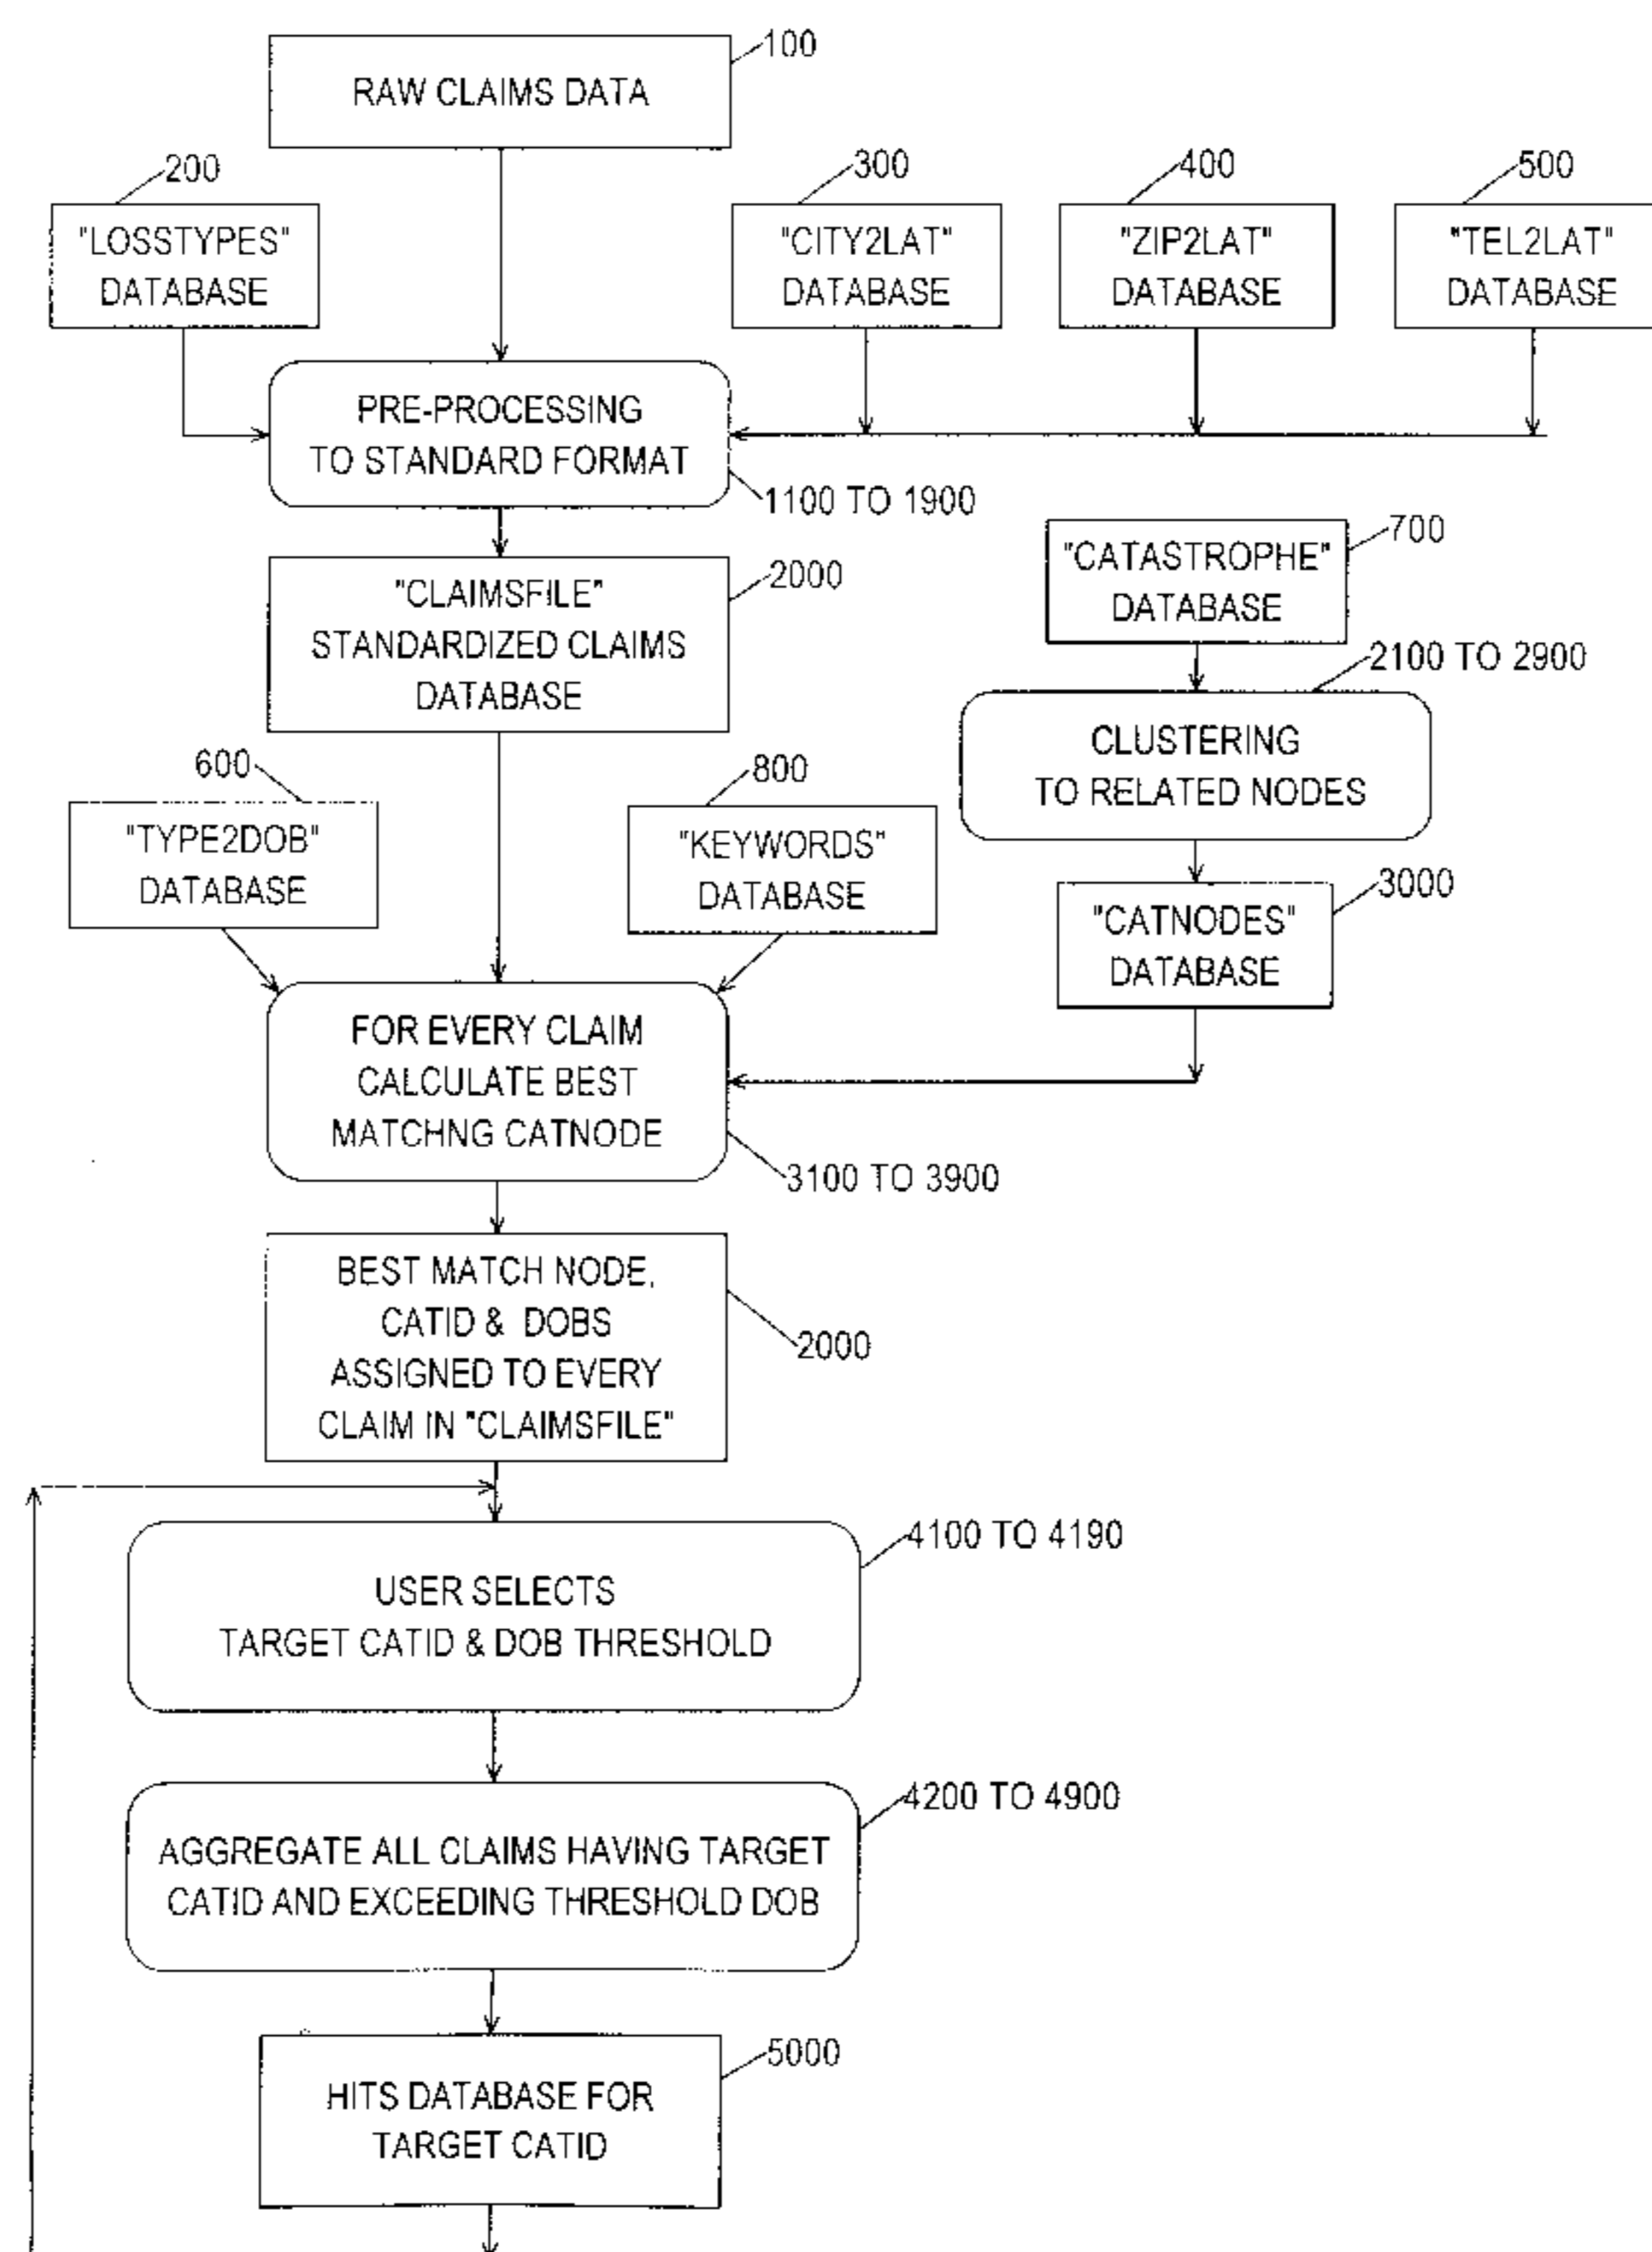 100
RAW CLAIMS DATA
200
300
400
500
"LOSSTYPES"
DATABASE
"CITY2LAT"
DATABASE
"ZIP2LAT"
DATABASE
"TEL2LAT"
DATABASE
PRE-PROCESSING
TO STANDARD FORMAT
1100 TO 1900
700
"CATASTROPHE"
DATABASE
2000
"CLAIMSFILE"
STANDARDIZED CLAIMS
DATABASE
2100 TO 2900
CLUSTERING
TO RELATED NODES
600
800
"TYPE2DOB"
DATABASE
"KEYWORDS"
DATABASE
3000
"CATNODES"
DATABASE
FOR EVERY CLAIM
CALCULATE BEST
MATCHNG CATNODE
3100 TO 3900
BEST MATCH NODE,
CATID & DOBS
ASSIGNED TO EVERY
CLAIM IN "CLAIMSFILE"
2000
4100 TO 4190
USER SELECTS
TARGET CATID & DOB THRESHOLD
4200 TO 4900
AGGREGATE ALL CLAIMS HAVING TARGET
CATID AND EXCEEDING THRESHOLD DOB
5000
HITS DATABASE FOR
TARGET CATID